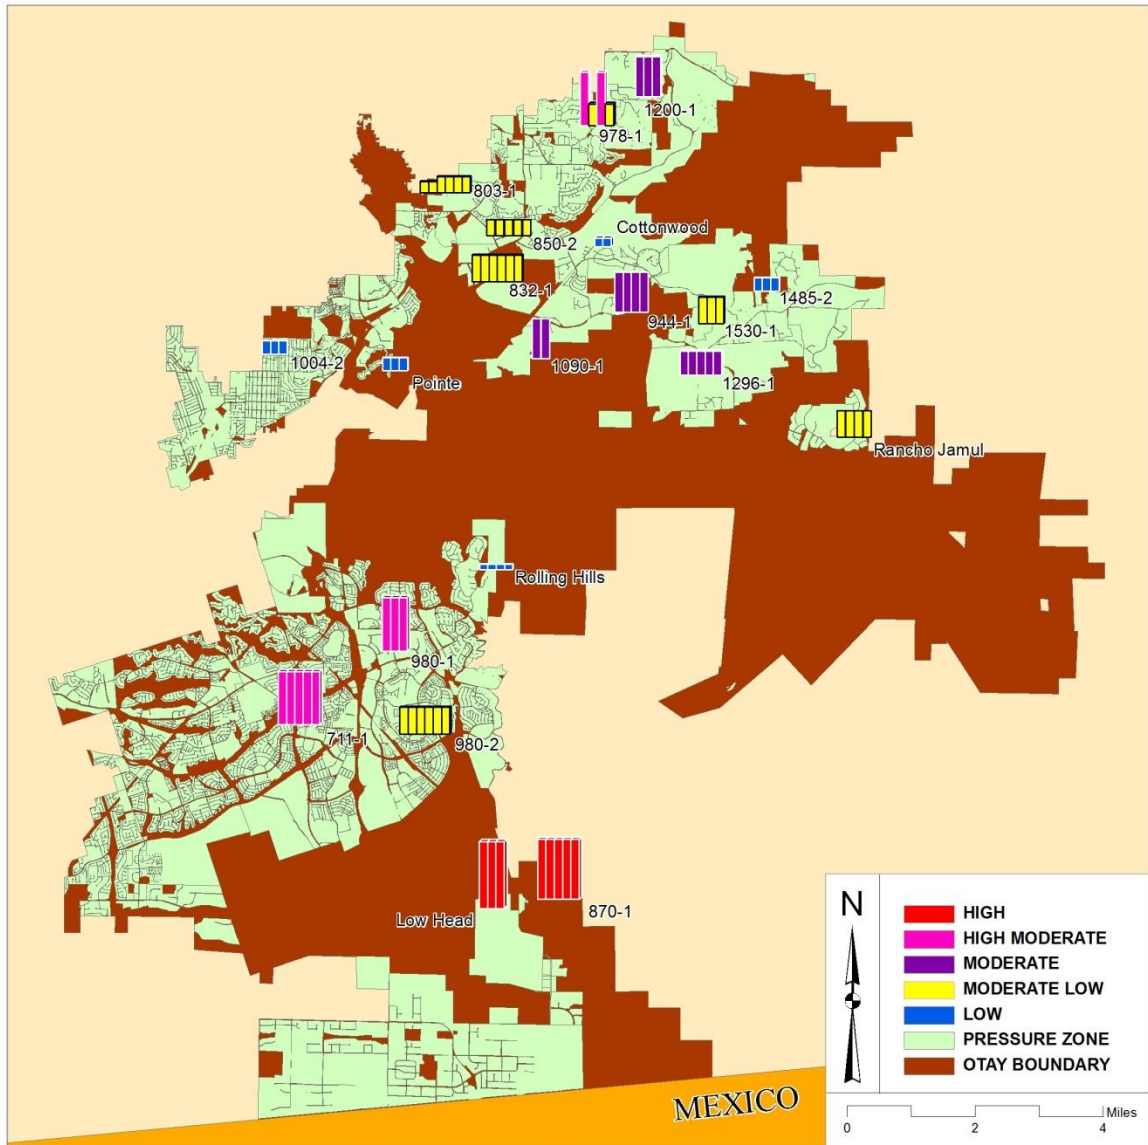 1200-1
978-1
803-1
Cottonwood
850-2
832-1
1485-2
944-1
1530-1
1004-2
1090-1
Pointe
1296-1
Rancho Jamul
Rolling Hills
980-1
711-1
980-2
Low Head
870-1
MEXICO
N
HIGH
HIGH MODERATE
MODERATE
MODERATE LOW
LOW
PRESSURE ZONE
OTAY BOUNDARY
Miles
0 2 4